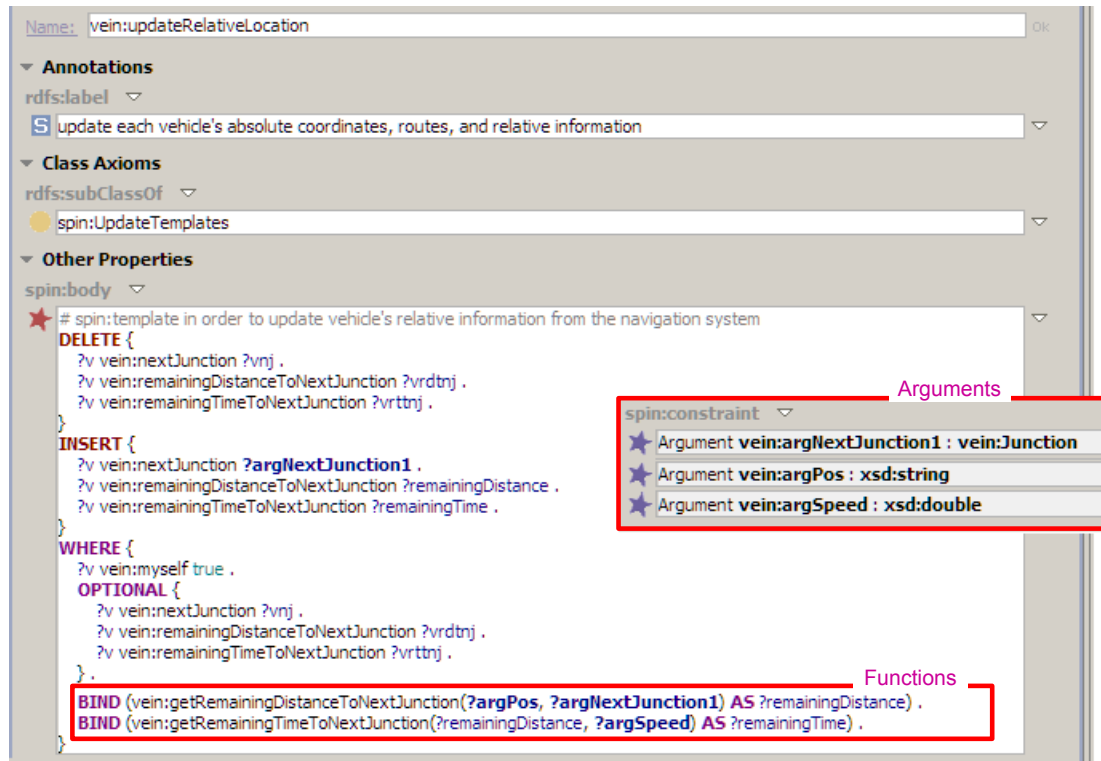 Name: vein:updateRelativeLocation Ok
Annotations
rdfs:label
S update each vehicle's absolute coordinates, routes, and relative information
Class Axioms
rdfs:subClassOf
spin:UpdateTemplates
Other Properties
spin:body
# spin:template in order to update vehicle's relative information from the navigation system
DELETE {
?v vein:nextJunction ?vnj .
?v vein:remainingDistanceToNextJunction ?vrdtnj .
?v vein:remainingTimeToNextJunction ?vrttnj .
}
INSERT {
?v vein:nextJunction ?argNextJunction1 .
?v vein:remainingDistanceToNextJunction ?remainingDistance .
?v vein:remainingTimeToNextJunction ?remainingTime .
}
WHERE {
?v vein:myself true .
OPTIONAL {
?v vein:nextJunction ?vnj .
?v vein:remainingDistanceToNextJunction ?vrdtnj .
?v vein:remainingTimeToNextJunction ?vrttnj .
} .
BIND (vein:getRemainingDistanceToNextJunction(?argPos, ?argNextJunction1) AS ?remainingDistance) .
BIND (vein:getRemainingTimeToNextJunction(?remainingDistance, ?argSpeed) AS ?remainingTime) .
}
Arguments
spin:constraint
Argument vein:argNextJunction1 : vein:Junction
Argument vein:argPos : xsd:string
Argument vein:argSpeed : xsd:double
Functions